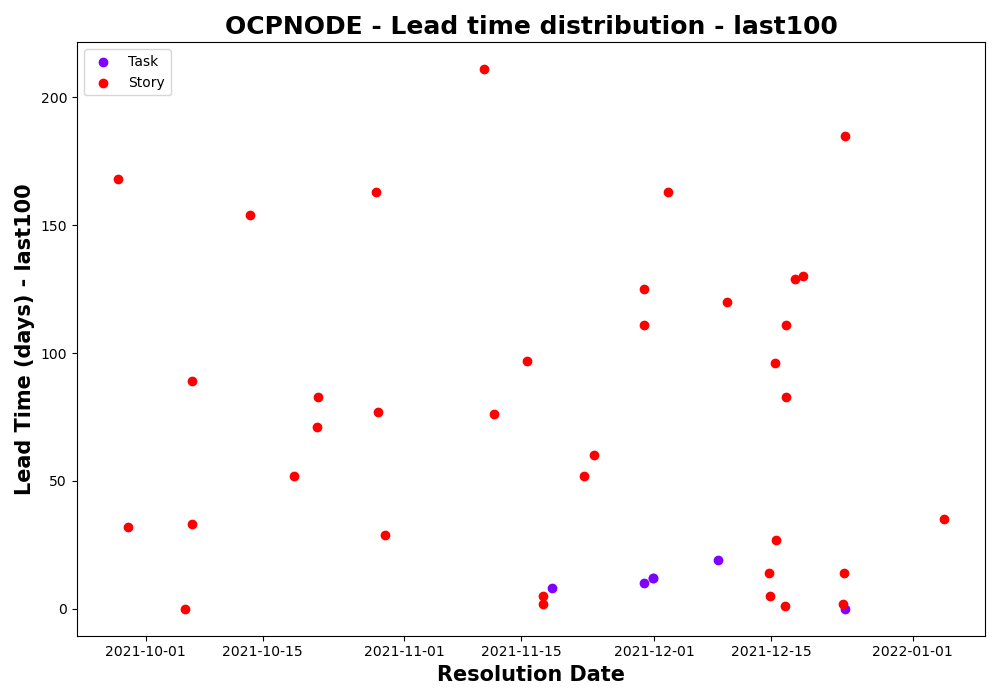 OCPNODE - Lead time distribution - last100
Task
Story
Lead Time (days) - last100
200
150
100
50
0
2021-10-01 2021-10-15 2021-11-01 2021-11-15 2021-12-01 2021-12-15 2022-01-01
Resolution Date